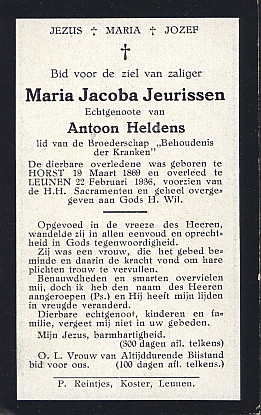 JEZUS † MARIA † JOZEF
†
Bid voor de ziel van zaliger
Maria Jacoba Jeurissen
Echtgenoote van
Antoon Heldens
lid van de Broederschap „Behoudenis
der Kranken”
De dierbare overledene was geboren te
HORST 19 Maart 1869 en overleed te
LEUNEN 22 Februari 1936, voorzien van
de H.H. Sacramenten en geheel overge-
geven aan Gods H. Wil.
Opgevoed in de vreeze des Heeren,
wandelde zij in allen eenvoud en oprecht-
heid in Gods tegenwoordigheid.
Zij was een vrouw, die het gebed be-
minde en daarin de kracht vond om hare
plichten trouw te vervullen.
Benauwdheden en smarten overvielen
mij, doch ik heb den naam des Heeren
aangeroepen (Ps.) en Hij heeft mijn lijden
in vreugde veranderd.
Dierbare echtgenoot, kinderen en fa-
milie, vergeet mij niet in uwe gebeden.
Mijn Jezus, barmhartigheid.
(300 dagen afl. telkens)
O. L. Vrouw van Altijddurende Bijstand
bid voor ons. (100 dagen afl. telkens)
P. Reintjes, Koster, Leunen.